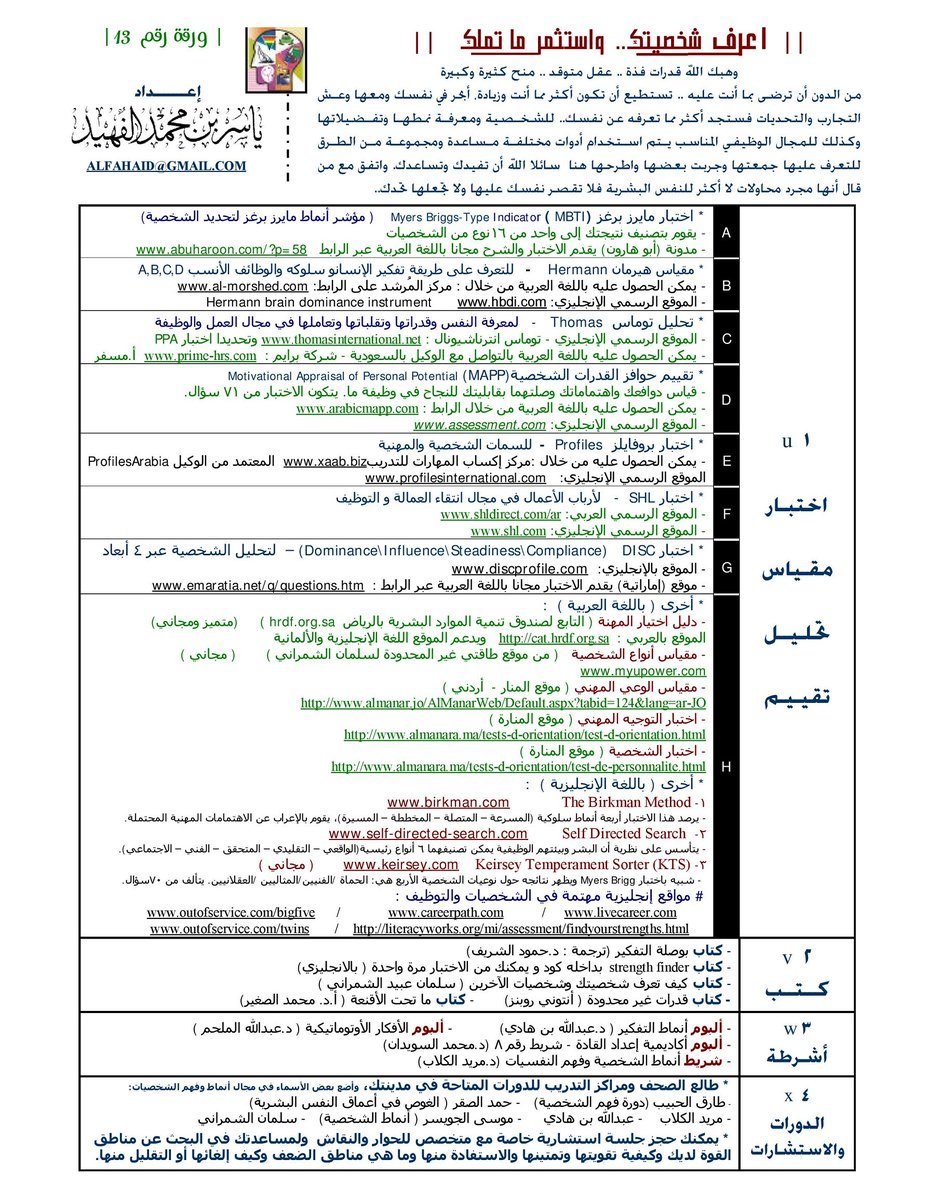 || اعرف شخصيتك.. واستثمر ما تملك ||
| ورقة رقم 13 |
إعـــــداد
ياسر بن محمد الفهيد
ALFAHAID@GMAIL.COM
وهبك الله قدرات فذة .. عقل متوقد .. منح كثيرة وكبيرة
من الدون أن ترضى بما أنت عليه .. تستطيع أن تكون أكثر مما أنت وزيادة. أبحر في نفسك ومعها وعـش
التجارب والتحديات فستجد أكثر مما تعرفه عن نفسك.. للشخـصية ومعرفـة نمطهـا وتفـضيلاتها
وكذلك للمجال الوظيفي المناسب يـتم اسـتخدام أدوات مختلفـة مـساعدة ومجموعـة مـن الطـرق
للتعرف عليها جمعتها وجربت بعضها واطرحها هنا سائلا الله أن تفيدك وتساعدك. واتفق مع من
قال أنها مجرد محاولات لا أكثر للنفس البشرية فلا تقصر نفسك عليها ولا تجعلها تحدك..
١ u
اختبـار
مقـياس
تحليـل
تقييـم
A
* اختبار مايرز برغز Myers Briggs-Type Indicator ( MBTI) ( مؤشر أنماط مايرز برغز لتحديد الشخصية)
- يقوم بتصنيف نتيجتك إلى واحد من ١٦نوع من الشخصيات
- مدونة (أبو هارون) يقدم الاختبار والشرح مجانا باللغة العربية عبر الرابط www.abuharoon.com/?p=58
B
* مقياس هيرمان Hermann - للتعرف على طريقة تفكير الإنسانو سلوكه والوظائف الأنسب A,B,C,D
- يمكن الحصول عليه باللغة العربية من خلال : مركز المُرشد على الرابط: www.al-morshed.com
- الموقع الرسمي الإنجليزي: www.hbdi.com Hermann brain dominance instrument
C
* تحليل توماس Thomas - لمعرفة النفس وقدراتها وتقلباتها وتعاملها في مجال العمل والوظيفة
- الموقع الرسمي الإنجليزي - توماس انترناشيونال : www.thomasinternational.net وتحديدا اختبار PPA
- يمكن الحصول عليه باللغة العربية بالتواصل مع الوكيل بالسعودية - شركة برايم : www.prime-hrs.com أ.مسفر
D
* تقييم حوافز القدرات الشخصية(MAPP) Motivational Appraisal of Personal Potential
- قياس دوافعك واهتماماتك وصلتهما بقابليتك للنجاح في وظيفة ما. يتكون الاختبار من ٧١ سؤال.
- يمكن الحصول عليه باللغة العربية من خلال الرابط : www.arabicmapp.com
- الموقع الرسمي الإنجليزي: www.assessment.com
E
* اختبار بروفايلز Profiles - للسمات الشخصية والمهنية
- يمكن الحصول عليه من خلال :مركز إكساب المهارات للتدريبwww.xaab.biz المعتمد من الوكيل ProfilesArabia
الموقع الرسمي الإنجليزي: www.profilesinternational.com
F
* اختبار SHL - لأرباب الأعمال في مجال انتقاء العمالة و التوظيف
- الموقع الرسمي العربي: www.shldirect.com/ar
- الموقع الرسمي الإنجليزي: www.shl.com
G
* اختبار DISC (Dominance\Influence\Steadiness\Compliance) – لتحليل الشخصية عبر ٤ أبعاد
- الموقع بالإنجليزي: www.discprofile.com
- موقع (إماراتية) يقدم الاختبار مجانا باللغة العربية عبر الرابط : www.emaratia.net/q/questions.htm
H
* أخرى ( باللغة العربية ) :
- دليل اختيار المهنة ( التابع لصندوق تنمية الموارد البشرية بالرياض hrdf.org.sa ) (متميز ومجاني)
الموقع بالعربي : http://cat.hrdf.org.sa ويدعم الموقع اللغة الإنجليزية والألمانية
- مقياس أنواع الشخصية ( من موقع طاقتي غير المحدودة لسلمان الشمراني ) ( مجاني )
www.myupower.com
- مقياس الوعي المهني ( موقع المنار - أردني )
http://www.almanar.jo/AlManarWeb/Default.aspx?tabid=124&lang=ar-JO
- اختبار التوجيه المهني ( موقع المنارة )
http://www.almanara.ma/tests-d-orientation/test-d-orientation.html
- اختبار الشخصية ( موقع المنارة )
http://www.almanara.ma/tests-d-orientation/test-de-personnalite.html
* أخرى ( باللغة الإنجليزية ) :
١- The Birkman Method www.birkman.com
- يرصد هذا الاختبار أربعة أنماط سلوكية (المسرعة – المتصلة – المخططة – المسيرة)، يقوم بالإعراب عن الاهتمامات المهنية المحتملة.
٢- Self Directed Search www.self-directed-search.com
- يتأسس على نظرية أن البشر وبيئتهم الوظيفية يمكن تصنيفهما ٦ أنواع رئيسية(الواقعي – التقليدي – المتحقق – الفني – الاجتماعي).
٣- Keirsey Temperament Sorter (KTS) www.keirsey.com ( مجاني )
- شبيه باختبار Myers Brigg ويظهر نتائجه حول نوعيات الشخصية الأربع هي: الحماة /الفنيين/المثاليين /العقلانيين. يتألف من ٧٠سؤال.
# مواقع إنجليزية مهتمة في الشخصيات والتوظيف :
www.outofservice.com/bigfive / www.careerpath.com / www.livecareer.com
www.outofservice.com/twins / http://literacyworks.org/mi/assessment/findyourstrengths.html
٢ v
كـتـب
- كتاب بوصلة التفكير (ترجمة : د.حمود الشريف)
- كتاب strength finder بداخله كود و يمكنك من الاختبار مرة واحدة ( بالانجليزي)
- كتاب كيف تعرف شخصيتك وشخصيات الآخرين ( سلمان عبيد الشمراني )
- كتاب قدرات غير محدودة ( أنتوني روبنز) - كتاب ما تحت الأقنعة ( أ.د. محمد الصغير)
٣ w
أشرطة
- ألبوم أنماط التفكير ( د.عبدالله بن هادي) - ألبوم الأفكار الأوتوماتيكية ( د.عبدالله الملحم )
- ألبوم أكاديمية إعداد القادة - شريط رقم ٨ (د.محمد السويدان)
- شريط أنماط الشخصية وفهم النفسيات (د.مريد الكلاب)
٤ x
الدورات
والاستشارات
* طالع الصحف ومراكز التدريب للدورات المتاحة في مدينتك، وأضع بعض الأسماء في مجال أنماط وفهم الشخصيات:
- طارق الحبيب (دورة فهم الشخصية) - حمد الصقر ( الغوص في أعماق النفس البشرية)
- مريد الكلاب - عبدالله بن هادي - موسى الجويسر ( أنماط الشخصية) - سلمان الشمراني
* يمكنك حجز جلسة استشارية خاصة مع متخصص للحوار والنقاش ولمساعدتك في البحث عن مناطق
القوة لديك وكيفية تقويتها وتمتينها والاستفادة منها وما هي مناطق الضعف وكيف إلغائها أو التقليل منها.